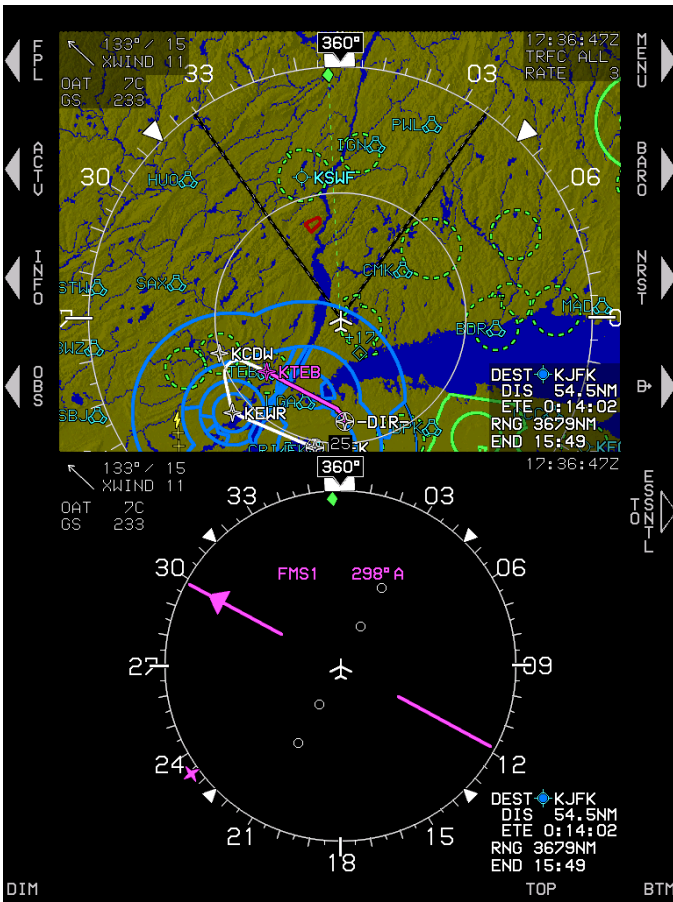 FPL
ACTV
INFO
OBS
133° / 15
XWIND 11
OAT 7C
GS 233
360°
17:36:47Z
TRFC ALL
RATE 3
MENU
BARO
NRST
D→
33
03
30
06
PWL
IGN
HUO
KSWF
CMK
SAX
STW
MAD
BDR
+17
KCDW
BWZ
TEB
KTEB
LGA
KEWR
-DIR-
SBJ
25
DEST KJFK
DIS 54.5NM
ETE 0:14:02
RNG 3679NM
END 15:49
133° / 15
XWIND 11
OAT 7C
GS 233
360°
17:36:47Z
ESSNTL
TO
33
03
30
06
FMS1 298° A
27
09
24
12
21
15
18
DEST KJFK
DIS 54.5NM
ETE 0:14:02
RNG 3679NM
END 15:49
DIM
TOP
BTM